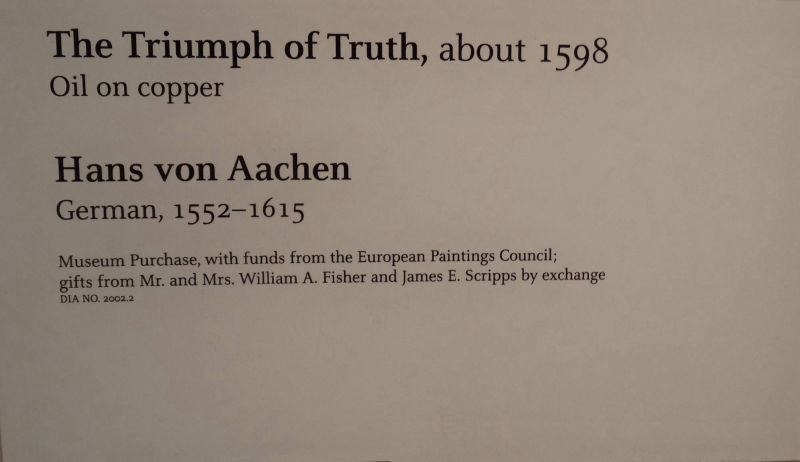 The Triumph of Truth, about 1598
Oil on copper
Hans von Aachen
German, 1552–1615
Museum Purchase, with funds from the European Paintings Council;
gifts from Mr. and Mrs. William A. Fisher and James E. Scripps by exchange
DIA NO. 2002.2